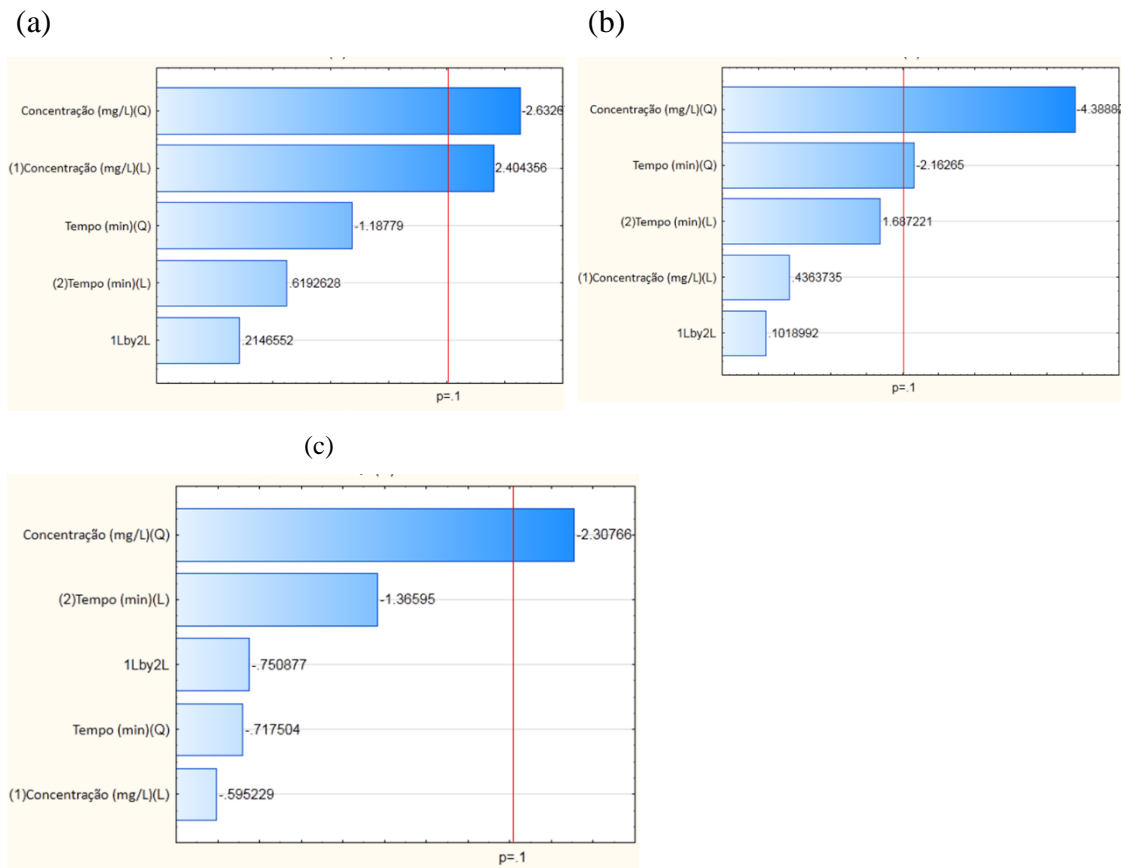 (a)
Concentração (mg/L)(Q)
-2.6326
(1)Concentração (mg/L)(L)
2.404356
Tempo (min)(Q)
-1.18779
(2)Tempo (min)(L)
.6192628
1Lby2L
.2146552
p=.1
(b)
Concentração (mg/L)(Q)
-4.38882
Tempo (min)(Q)
-2.16265
(2)Tempo (min)(L)
1.687221
(1)Concentração (mg/L)(L)
.4363735
1Lby2L
.1018992
p=.1
(c)
Concentração (mg/L)(Q)
-2.30766
(2)Tempo (min)(L)
-1.36595
1Lby2L
-.750877
Tempo (min)(Q)
-.717504
(1)Concentração (mg/L)(L)
-.595229
p=.1